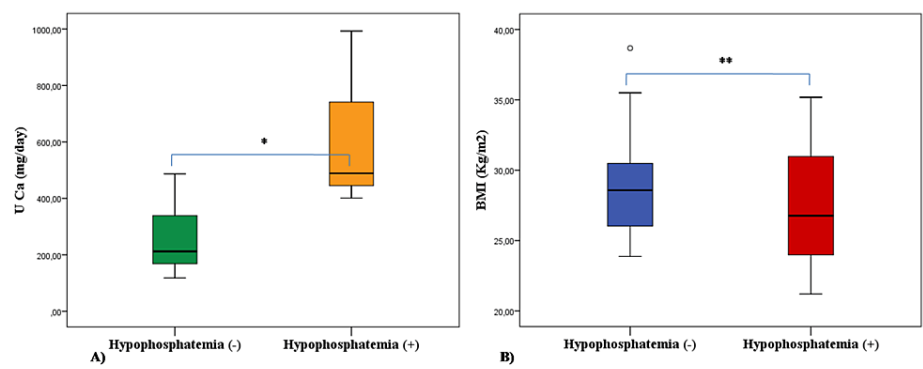 1000,00
800,00
600,00
400,00
200,00
,00
U Ca (mg/day)
*
Hypophosphatemia (-)
Hypophosphatemia (+)
A)
40,00
35,00
30,00
25,00
20,00
BMI (Kg/m2)
**
Hypophosphatemia (-)
Hypophosphatemia (+)
B)